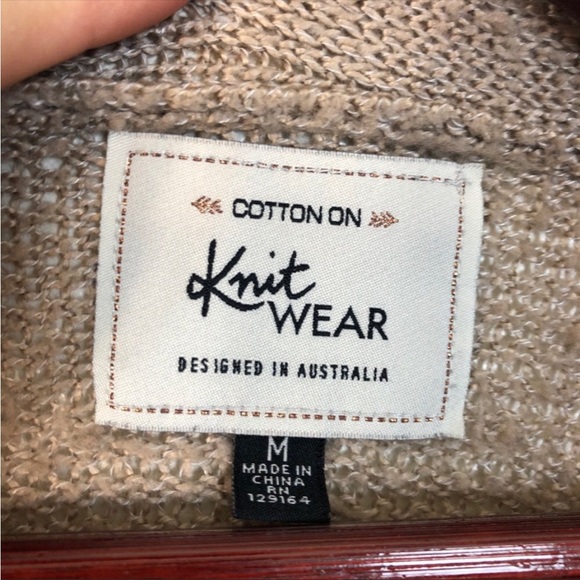 COTTON ON
Knit
WEAR
DESIGNED IN AUSTRALIA
M
MADE IN
CHINA
RN
129164